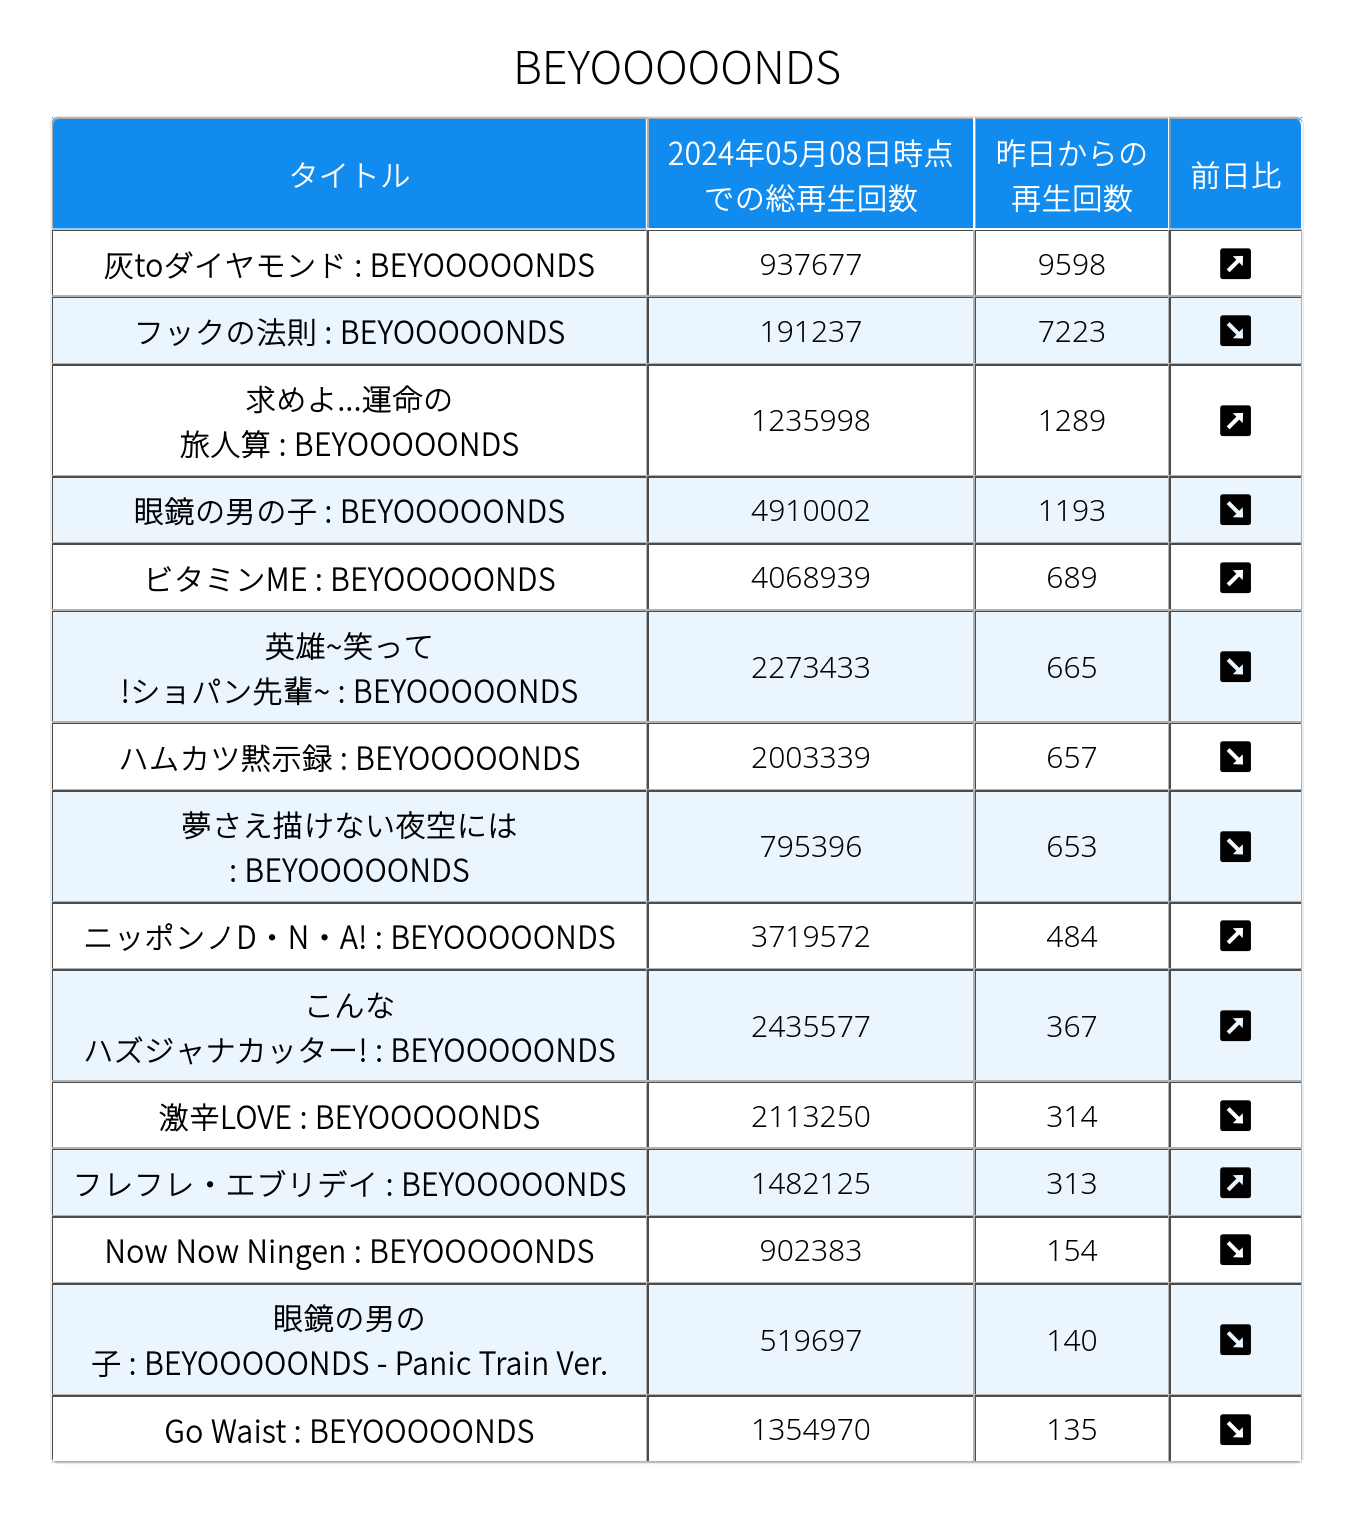 BEYOOOOONDS
タイトル
2024年05月08日時点
での総再生回数
昨日からの
再生回数
前日比
灰toダイヤモンド : BEYOOOOONDS
937677
9598
フックの法則 : BEYOOOOONDS
191237
7223
求めよ...運命の
旅人算 : BEYOOOOONDS
1235998
1289
眼鏡の男の子 : BEYOOOOONDS
4910002
1193
ビタミンME : BEYOOOOONDS
4068939
689
英雄~笑って
!ショパン先輩~ : BEYOOOOONDS
2273433
665
ハムカツ黙示録 : BEYOOOOONDS
2003339
657
夢さえ描けない夜空には
: BEYOOOOONDS
795396
653
ニッポンノD・N・A! : BEYOOOOONDS
3719572
484
こんな
ハズジャナカッター! : BEYOOOOONDS
2435577
367
激辛LOVE : BEYOOOOONDS
2113250
314
フレフレ・エブリデイ : BEYOOOOONDS
1482125
313
Now Now Ningen : BEYOOOOONDS
902383
154
眼鏡の男の
子 : BEYOOOOONDS - Panic Train Ver.
519697
140
Go Waist : BEYOOOOONDS
1354970
135